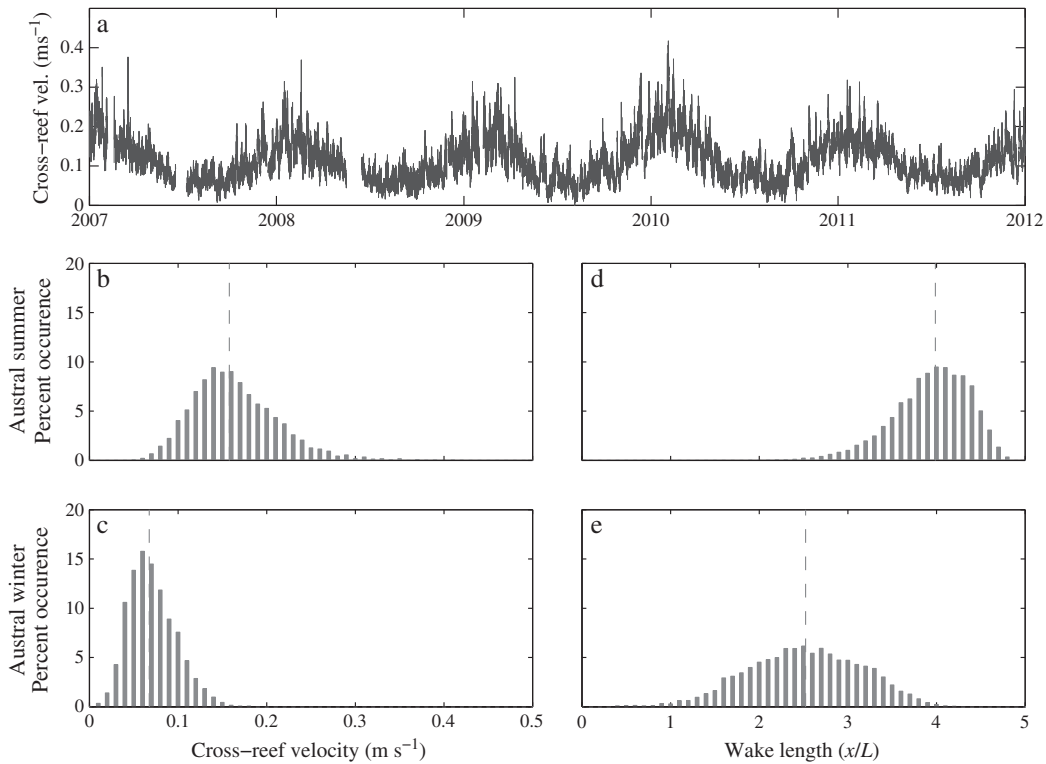 a
Cross−reef vel. (ms−1)
0.4
0.3
0.2
0.1
0
2007 2008 2009 2010 2011 2012
b
Austral summer
Percent occurence
20
15
10
5
0
d
c
Austral winter
Percent occurence
20
15
10
5
0
0 0.1 0.2 0.3 0.4 0.5
Cross−reef velocity (m s−1)
e
0 1 2 3 4 5
Wake length (x/L)